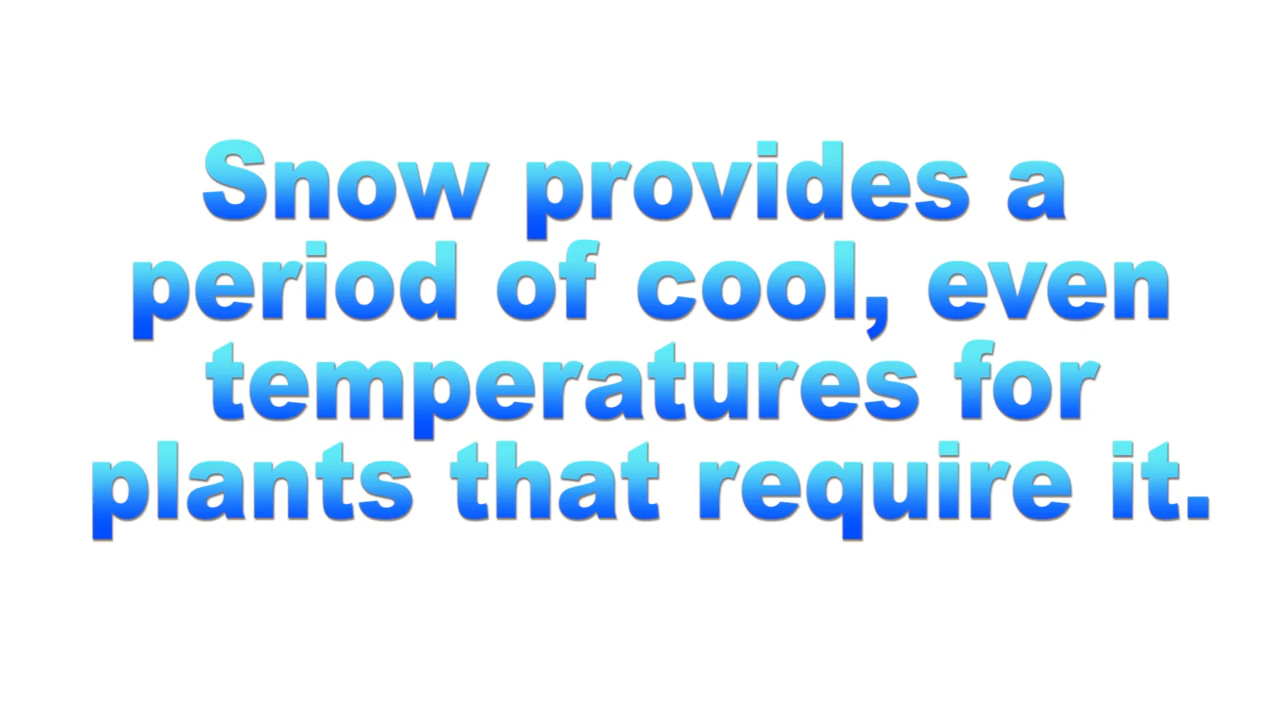 Snow provides a
period of cool, even
temperatures for
plants that require it.